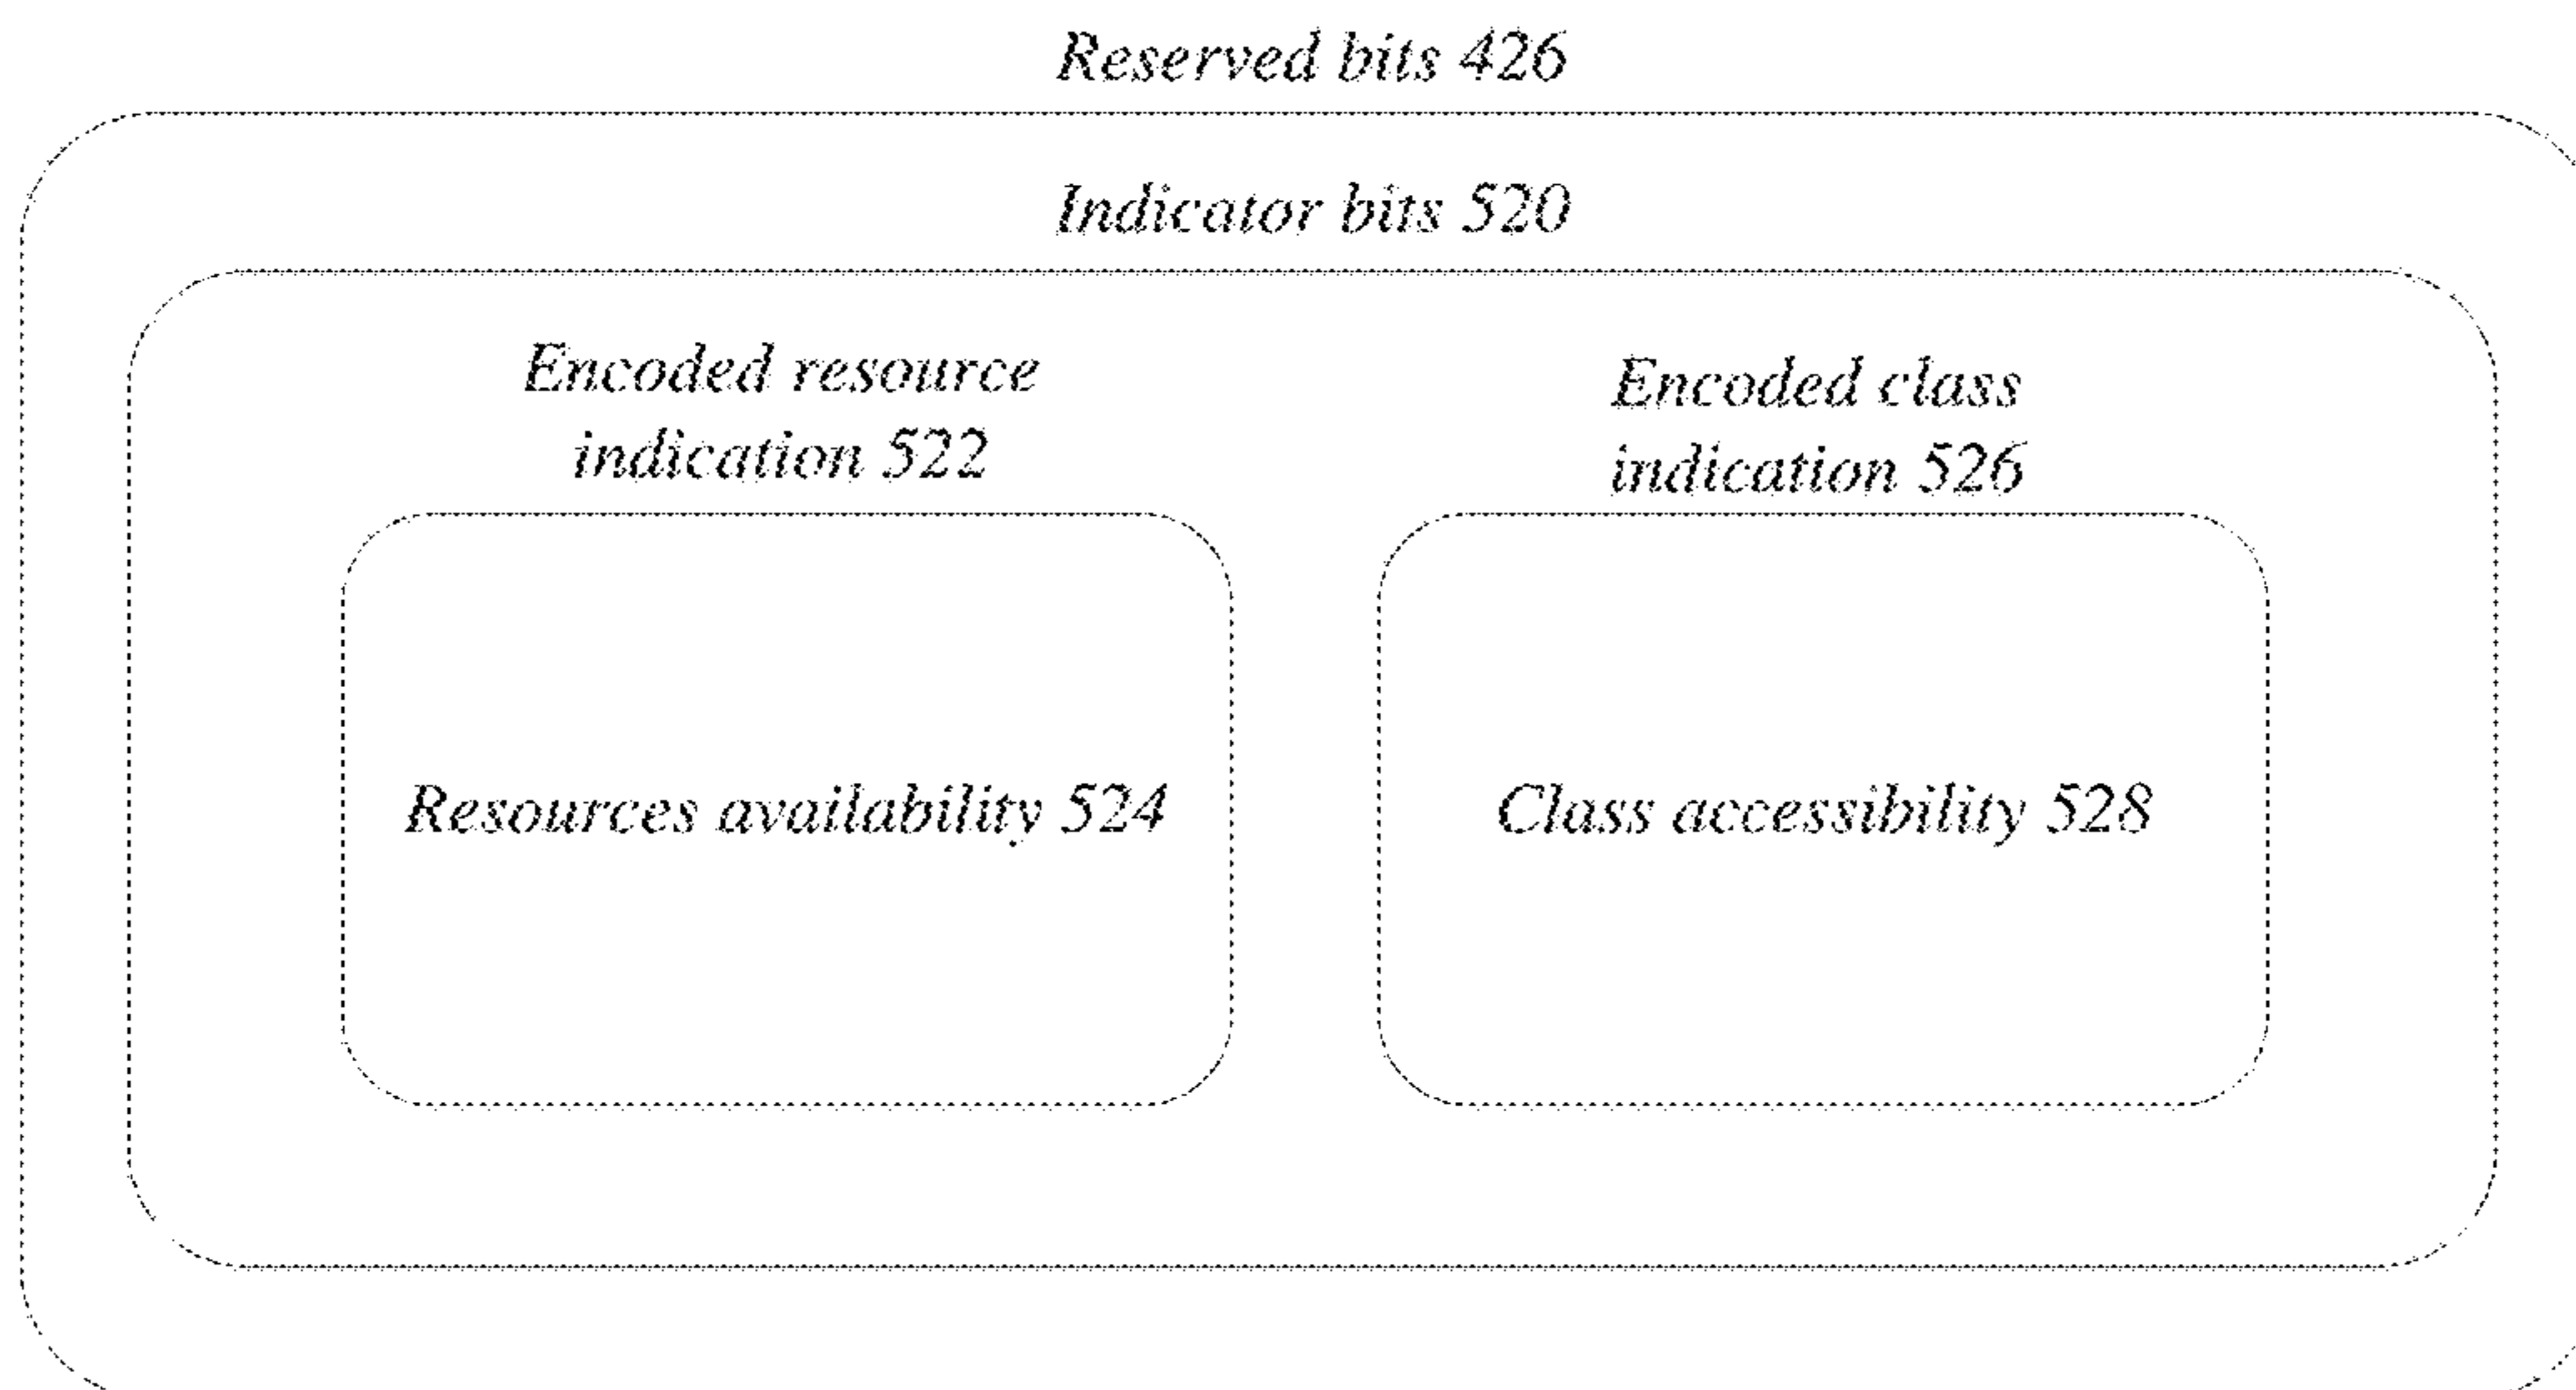 Reserved bits 426
Indicator bits 520
Encoded resource
indication 522
Encoded class
indication 526
Resources availability 524
Class accessibility 528